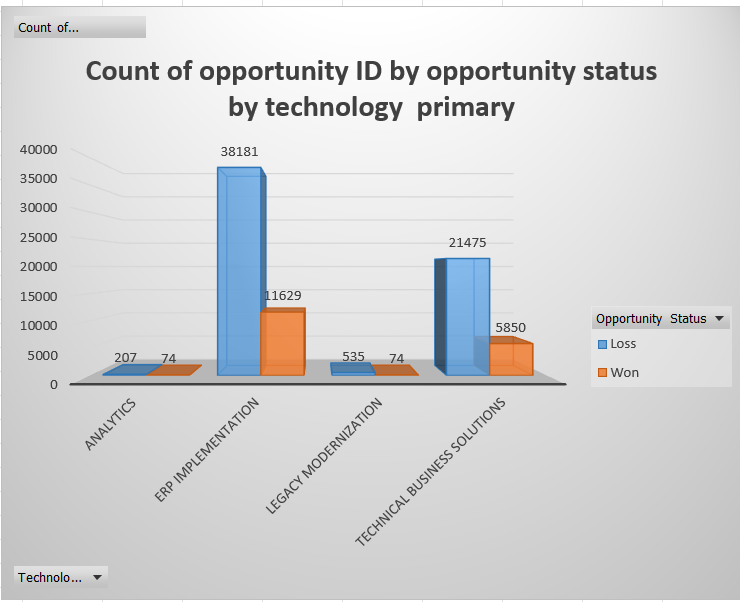 Count of...
Count of opportunity ID by opportunity status
by technology primary
40000
35000
30000
25000
20000
15000
10000
5000
0
38181
21475
11629
5850
207
74
535
74
ANALYTICS
ERP IMPLEMENTATION
LEGACY MODERNIZATION
TECHNICAL BUSINESS SOLUTIONS
Opportunity Status
Loss
Won
Technolo...